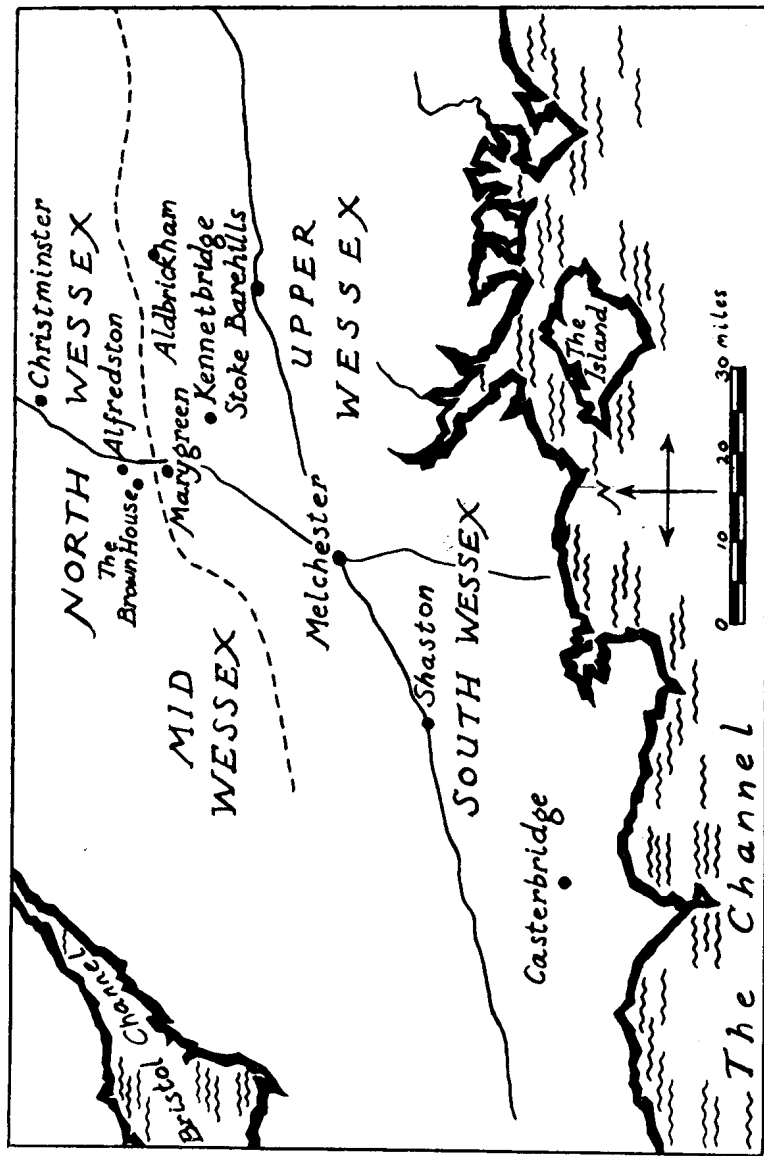 Christminster
NORTH
WESSEX
Alfredston
The
Brown House
Marygreen
Aldbrickham
Kennetbridge
Stoke Barehills
MID
WESSEX
UPPER
WESSEX
Melchester
Shaston
SOUTH WESSEX
Casterbridge
Bristol Channel
The
Island
N
0 10 20 30 miles
The Channel